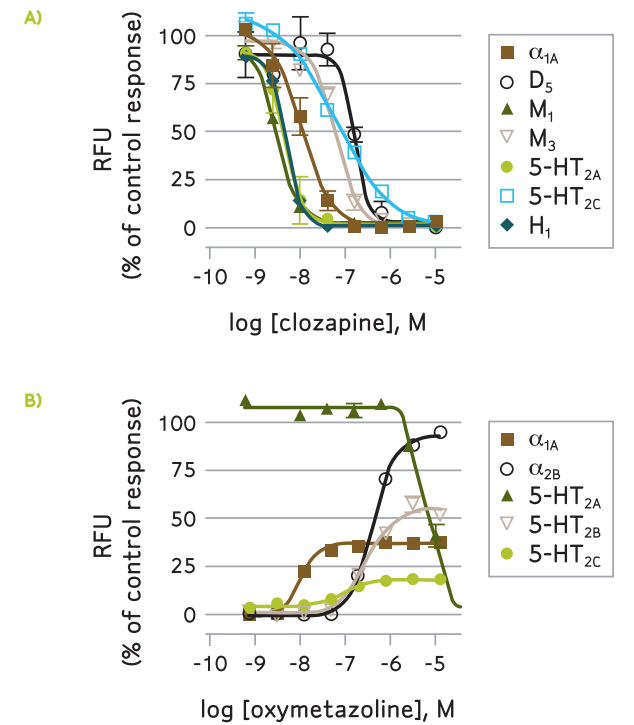 A)
RFU
(% of control response)
100
75
50
25
0
-10 -9 -8 -7 -6 -5
log [clozapine], M
α1A
D5
M1
M3
5-HT2A
5-HT2C
H1
B)
RFU
(% of control response)
100
75
50
25
0
-10 -9 -8 -7 -6 -5
log [oxymetazoline], M
α1A
α2B
5-HT2A
5-HT2B
5-HT2C